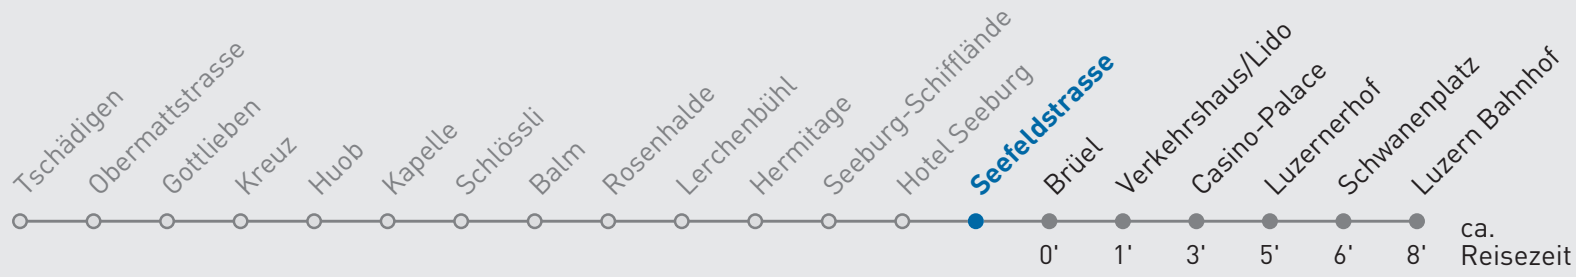 Tschädigen
Obermattstrasse
Gottlieben
Kreuz
Huob
Kapelle
Schlössli
Balm
Rosenhalde
Lerchenbühl
Hermitage
Seeburg-Schifflände
Hotel Seeburg
Seefeldstrasse
Brüel
Verkehrshaus/Lido
Casino-Palace
Luzernerhof
Schwanenplatz
Luzern Bahnhof
0' 1' 3' 5' 6' 8'
ca.
Reisezeit